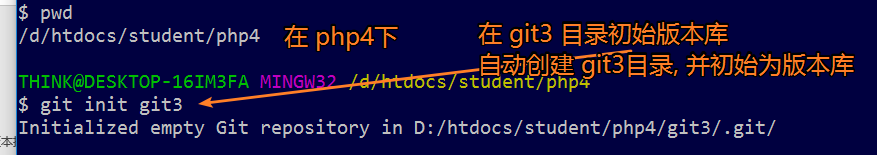 $ pwd
/d/htdocs/student/php4
在 php4下
在 git3 目录初始版本库
自动创建 git3目录, 并初始为版本库
THINK@DESKTOP-16IM3FA MINGW32 /d/htdocs/student/php4
$ git init git3
Initialized empty Git repository in D:/htdocs/student/php4/git3/.git/